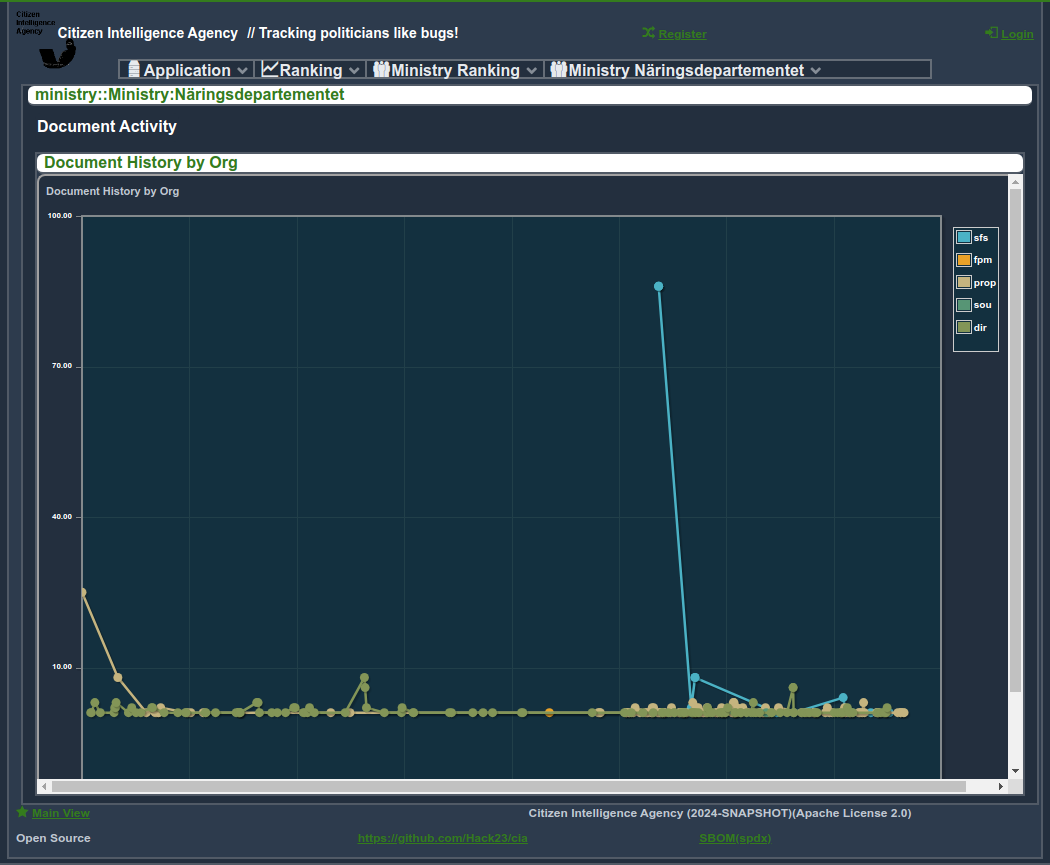 Citizen
Intelligence
Agency
Citizen Intelligence Agency // Tracking politicians like bugs!
Register
Login
Application
Ranking
Ministry Ranking
Ministry Näringsdepartementet
ministry::Ministry:Näringsdepartementet
Document Activity
Document History by Org
Document History by Org
100.00
70.00
40.00
10.00
sfs
fpm
prop
sou
dir
Main View
Citizen Intelligence Agency (2024-SNAPSHOT)(Apache License 2.0)
Open Source
https://github.com/Hack23/cia
SBOM(spdx)